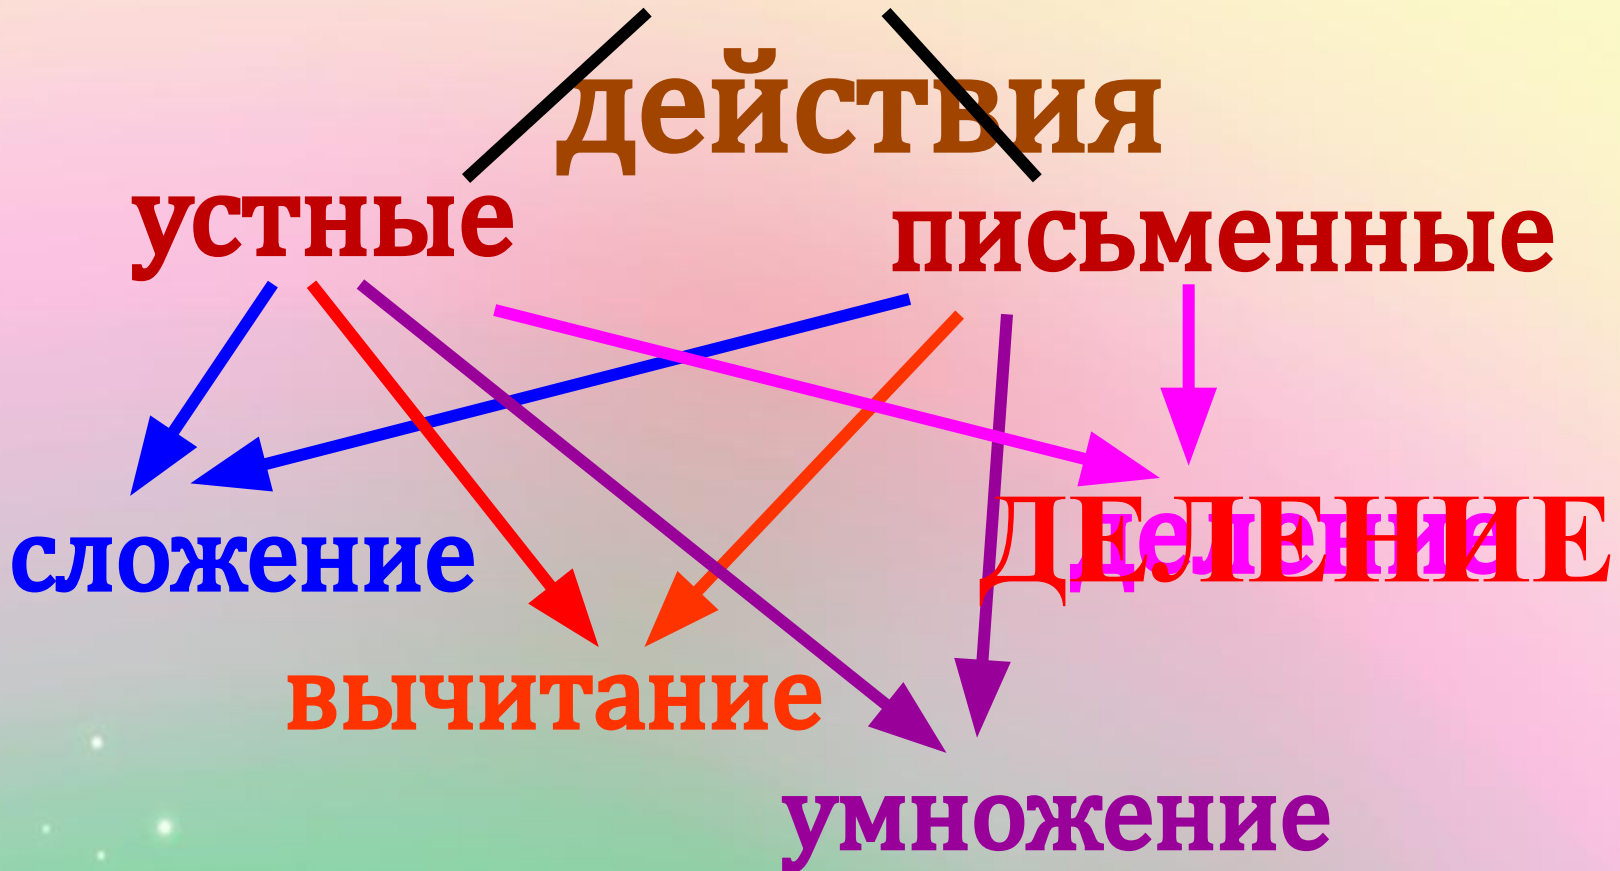 действия
устные
письменные
сложение
деление
ДЕЛЕНИЕ
вычитание
умножение